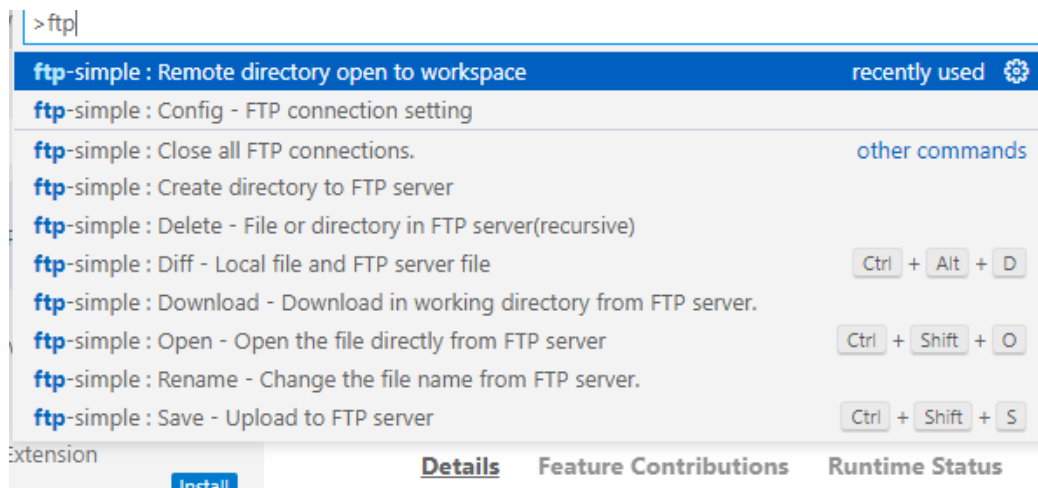 >ftp
ftp-simple : Remote directory open to workspace recently used
ftp-simple : Config - FTP connection setting
ftp-simple : Close all FTP connections. other commands
ftp-simple : Create directory to FTP server
ftp-simple : Delete - File or directory in FTP server(recursive)
ftp-simple : Diff - Local file and FTP server file Ctrl + Alt + D
ftp-simple : Download - Download in working directory from FTP server.
ftp-simple : Open - Open the file directly from FTP server Ctrl + Shift + O
ftp-simple : Rename - Change the file name from FTP server.
ftp-simple : Save - Upload to FTP server Ctrl + Shift + S
Extension
Install
Details Feature Contributions Runtime Status